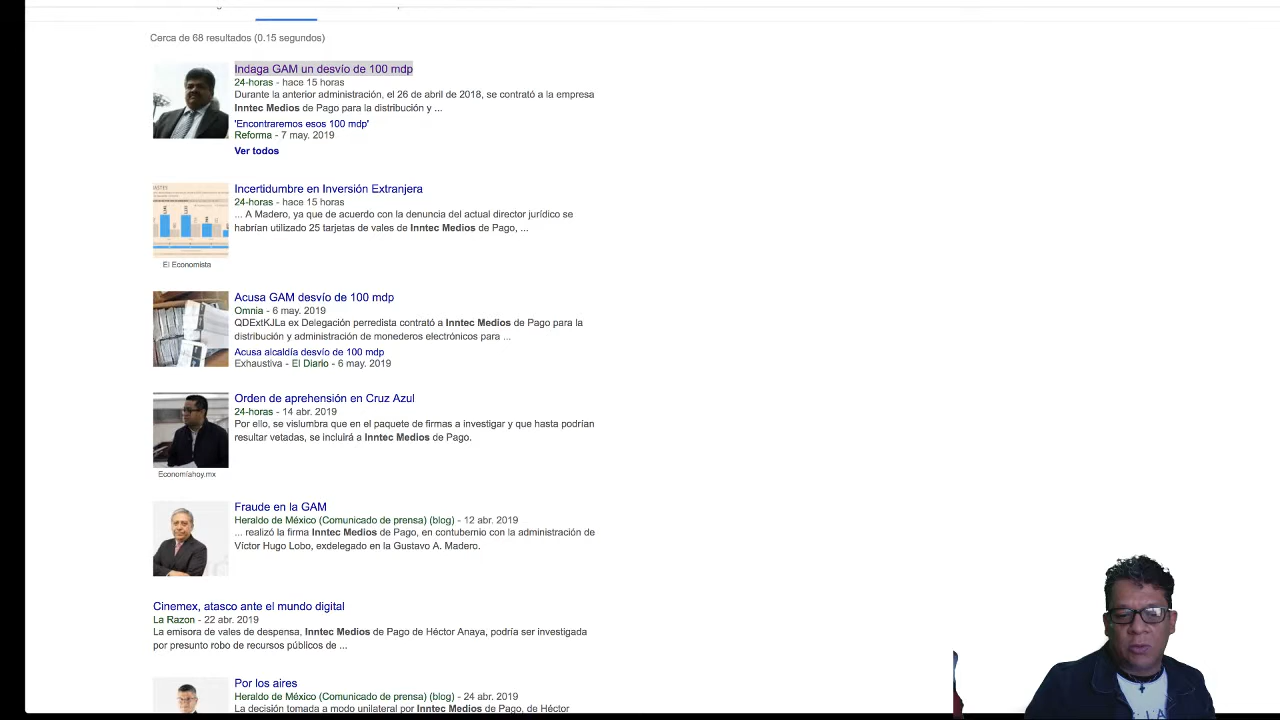 Cerca de 68 resultados (0.15 segundos)
Indaga GAM un desvío de 100 mdp
24-horas - hace 15 horas
Durante la anterior administración, el 26 de abril de 2018, se contrató a la empresa
Inntec Medios de Pago para la distribución y ...
'Encontraremos esos 100 mdp'
Reforma - 7 may. 2019
Ver todos
Incertidumbre en Inversión Extranjera
24-horas - hace 15 horas
... A Madero, ya que de acuerdo con la denuncia del actual director jurídico se
habrían utilizado 25 tarjetas de vales de Inntec Medios de Pago, ...
El Economista
Acusa GAM desvío de 100 mdp
Omnia - 6 may. 2019
QDExtKJLa ex Delegación perredista contrató a Inntec Medios de Pago para la
distribución y administración de monederos electrónicos para ...
Acusa alcaldía desvío de 100 mdp
Exhaustiva - El Diario - 6 may. 2019
Orden de aprehensión en Cruz Azul
24-horas - 14 abr. 2019
Por ello, se vislumbra que en el paquete de firmas a investigar y que hasta podrían
resultar vetadas, se incluirá a Inntec Medios de Pago.
Economíahoy.mx
Fraude en la GAM
Heraldo de México (Comunicado de prensa) (blog) - 12 abr. 2019
... realizó la firma Inntec Medios de Pago, en contubernio con la administración de
Víctor Hugo Lobo, exdelegado en la Gustavo A. Madero.
Cinemex, atasco ante el mundo digital
La Razon - 22 abr. 2019
La emisora de vales de despensa, Inntec Medios de Pago de Héctor Anaya, podría ser investigada
por presunto robo de recursos públicos de ...
Por los aires
Heraldo de México (Comunicado de prensa) (blog) - 24 abr. 2019
La decisión tomada a modo unilateral por Inntec Medios de Pago, de Héctor